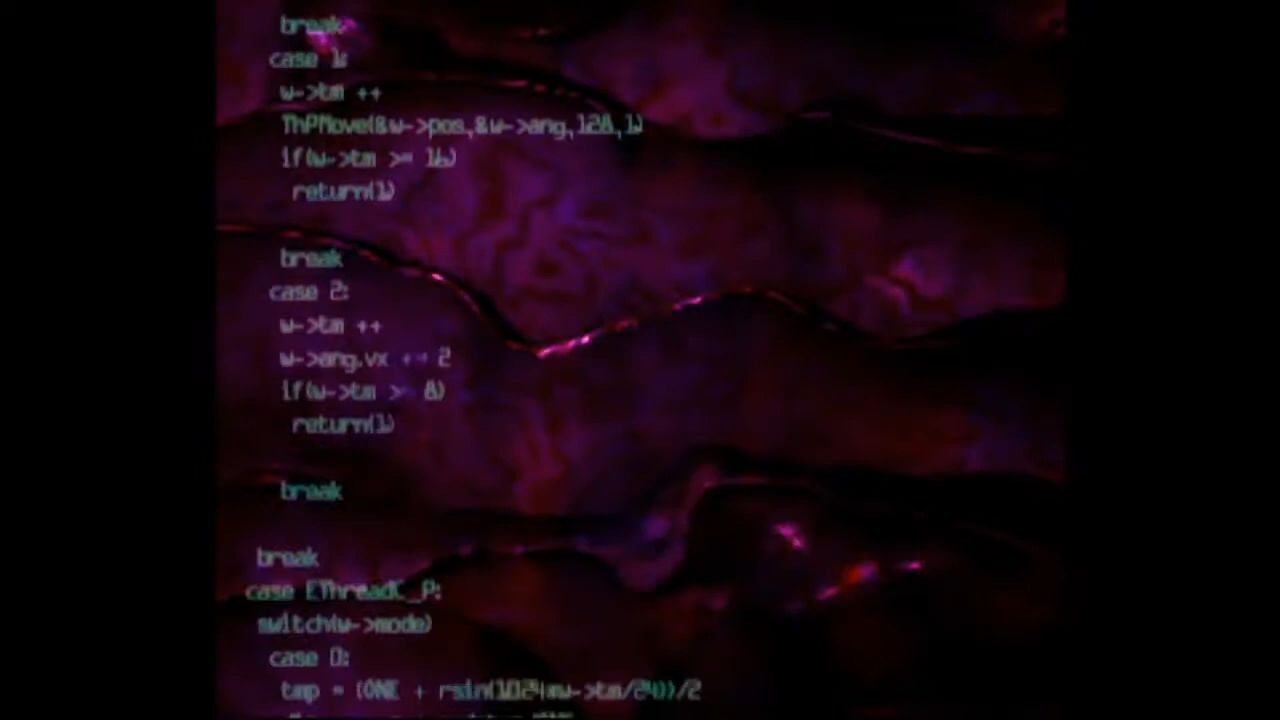 break
case 1:
w->tm ++
ThPMove(&w->pos,&w->ang,128,1)
if(w->tm >= 16)
return(1)
break
case 2:
w->tm ++
w->ang.vx += 2
if(w->tm >= 8)
return(1)
break
break
case EThreadC_P:
switch(w->mode)
case 0:
tmp = (ONE + rsin(1024*w->tm/24))/2